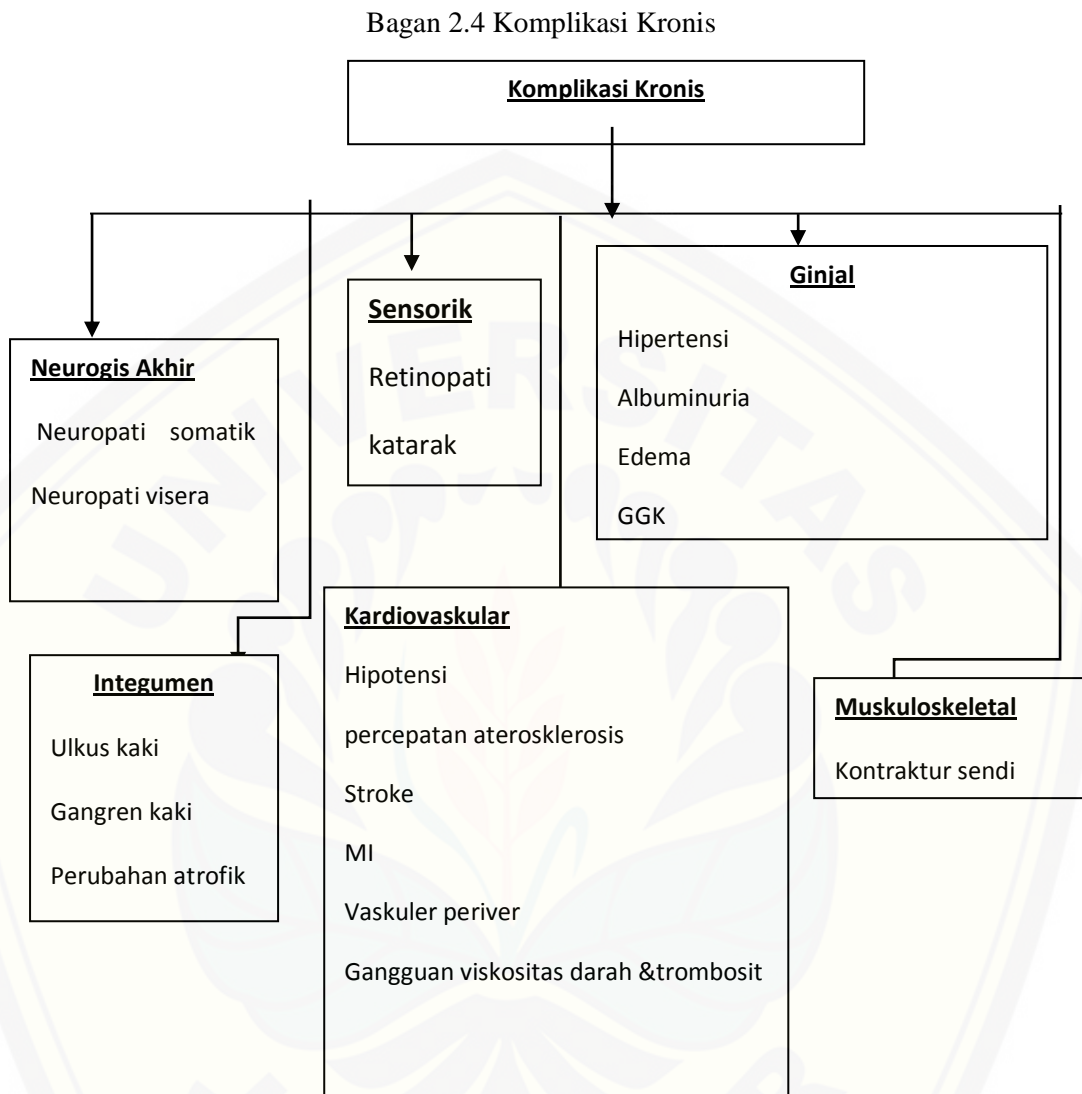 Bagan 2.4 Komplikasi Kronis
Komplikasi Kronis
Neurogis Akhir
Neuropati somatik
Neuropati visera
Sensorik
Retinopati
katarak
Ginjal
Hipertensi
Albuminuria
Edema
GGK
Integumen
Ulkus kaki
Gangren kaki
Perubahan atrofik
Kardiovaskular
Hipotensi
percepatan aterosklerosis
Stroke
MI
Vaskuler periver
Gangguan viskositas darah &trombosit
Muskuloskeletal
Kontraktur sendi
UNIVERSITAS